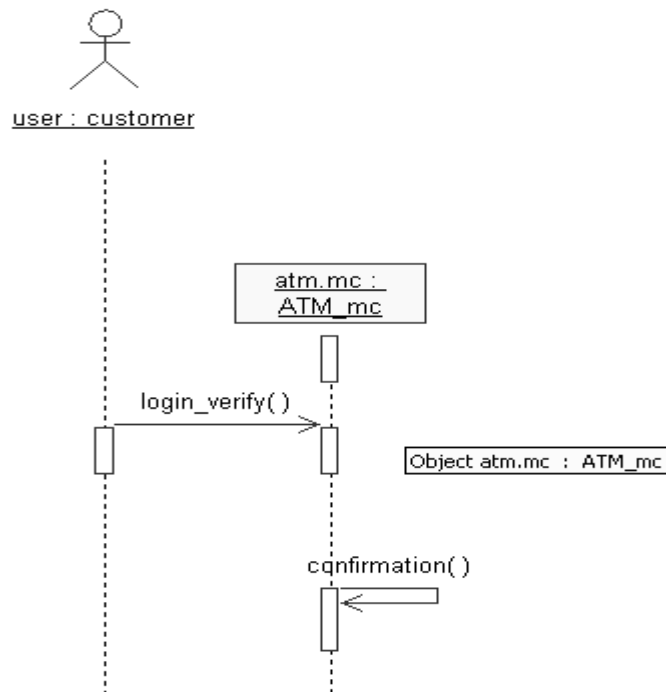 user : customer
atm.mc :
ATM_mc
login_verify( )
Object atm.mc : ATM_mc
confirmation( )